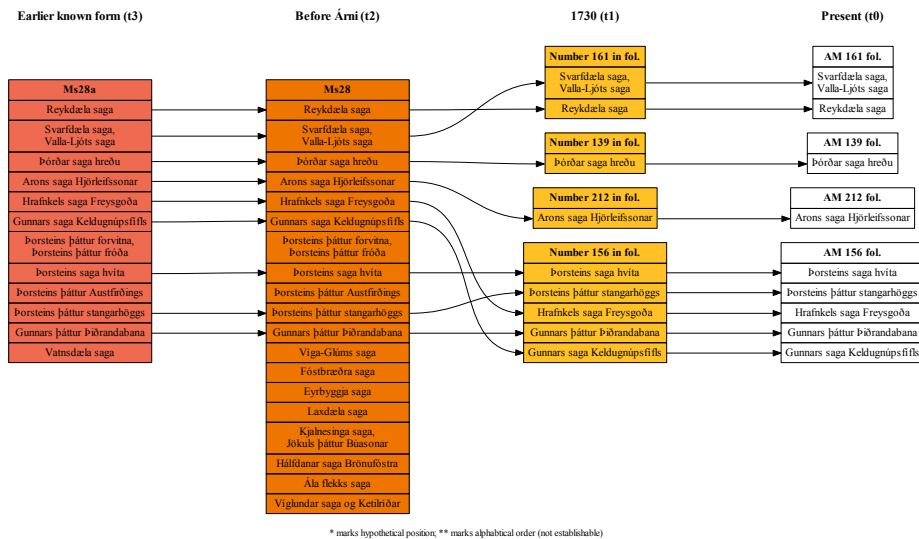 Earlier known form (t3)
Before Árni (t2)
1730 (t1)
Present (t0)
Ms28a
Reykdæla saga
Svarfdæla saga,
Valla-Ljóts saga
Þórðar saga hreðu
Arons saga Hjörleifssonar
Hrafnkels saga Freysgoða
Gunnars saga Keldugnúpsfífls
Þorsteins þáttur forvitna,
Þorsteins þáttur fróða
Þorsteins saga hvíta
Þorsteins þáttur Austfirðings
Þorsteins þáttur stangarhöggs
Gunnars þáttur Þiðrandabana
Vatnsdæla saga
Ms28
Reykdæla saga
Svarfdæla saga,
Valla-Ljóts saga
Þórðar saga hreðu
Arons saga Hjörleifssonar
Hrafnkels saga Freysgoða
Gunnars saga Keldugnúpsfífls
Þorsteins þáttur forvitna,
Þorsteins þáttur fróða
Þorsteins saga hvíta
Þorsteins þáttur Austfirðings
Þorsteins þáttur stangarhöggs
Gunnars þáttur Þiðrandabana
Víga-Glúms saga
Fóstbræðra saga
Eyrbyggja saga
Laxdæla saga
Kjalnesinga saga,
Jökuls þáttur Búasonar
Hálfdanar saga Brönufóstra
Ála flekks saga
Víglundar saga og Ketilríðar
Number 161 in fol.
Svarfdæla saga,
Valla-Ljóts saga
Reykdæla saga
Number 139 in fol.
Þórðar saga hreðu
Number 212 in fol.
Arons saga Hjörleifssonar
Number 156 in fol.
Þorsteins saga hvíta
Þorsteins þáttur stangarhöggs
Hrafnkels saga Freysgoða
Gunnars þáttur Þiðrandabana
Gunnars saga Keldugnúpsfífls
AM 161 fol.
Svarfdæla saga,
Valla-Ljóts saga
Reykdæla saga
AM 139 fol.
Þórðar saga hreðu
AM 212 fol.
Arons saga Hjörleifssonar
AM 156 fol.
Þorsteins saga hvíta
Þorsteins þáttur stangarhöggs
Hrafnkels saga Freysgoða
Gunnars þáttur Þiðrandabana
Gunnars saga Keldugnúpsfífls
* marks hypothetical position; ** marks alphabtical order (not establishable)